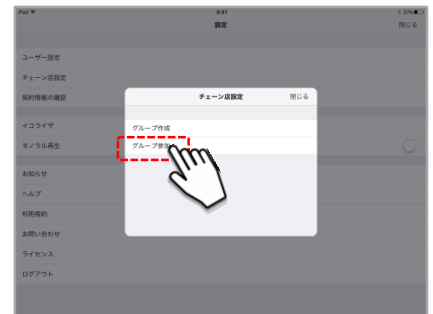 iPad
8:37
37%
設定
閉じる
ユーザー設定
チェーン店設定
契約情報の確認
チェーン店設定
閉じる
グループ作成
グループ参加
イコライザ
モノラル再生
お知らせ
ヘルプ
利用規約
お問い合わせ
ライセンス
ログアウト